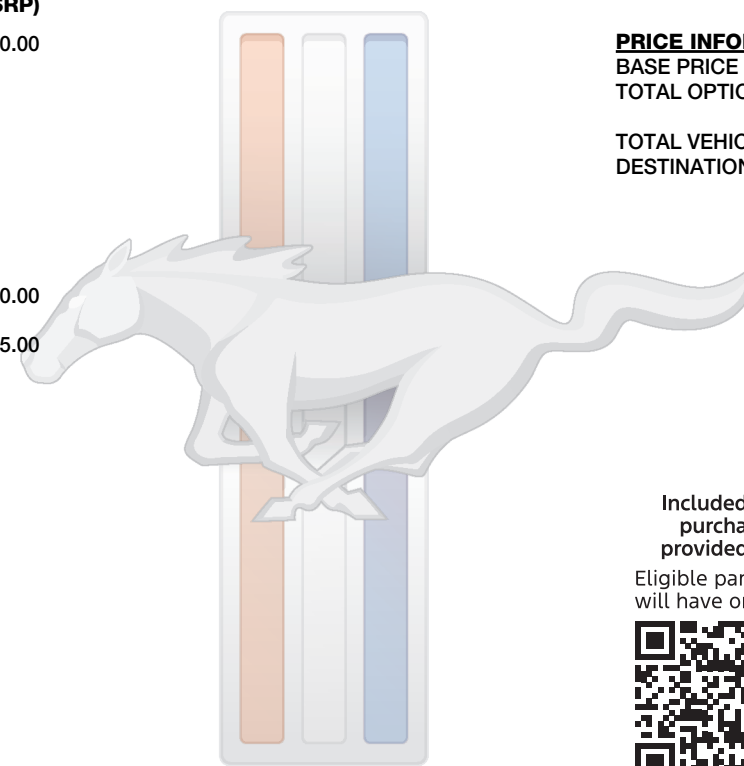 SRP)
0.00
0.00
5.00
PRICE INFO
BASE PRICE
TOTAL OPTIO
TOTAL VEHIC
DESTINATION
Included
purcha
provided
Eligible par
will have o